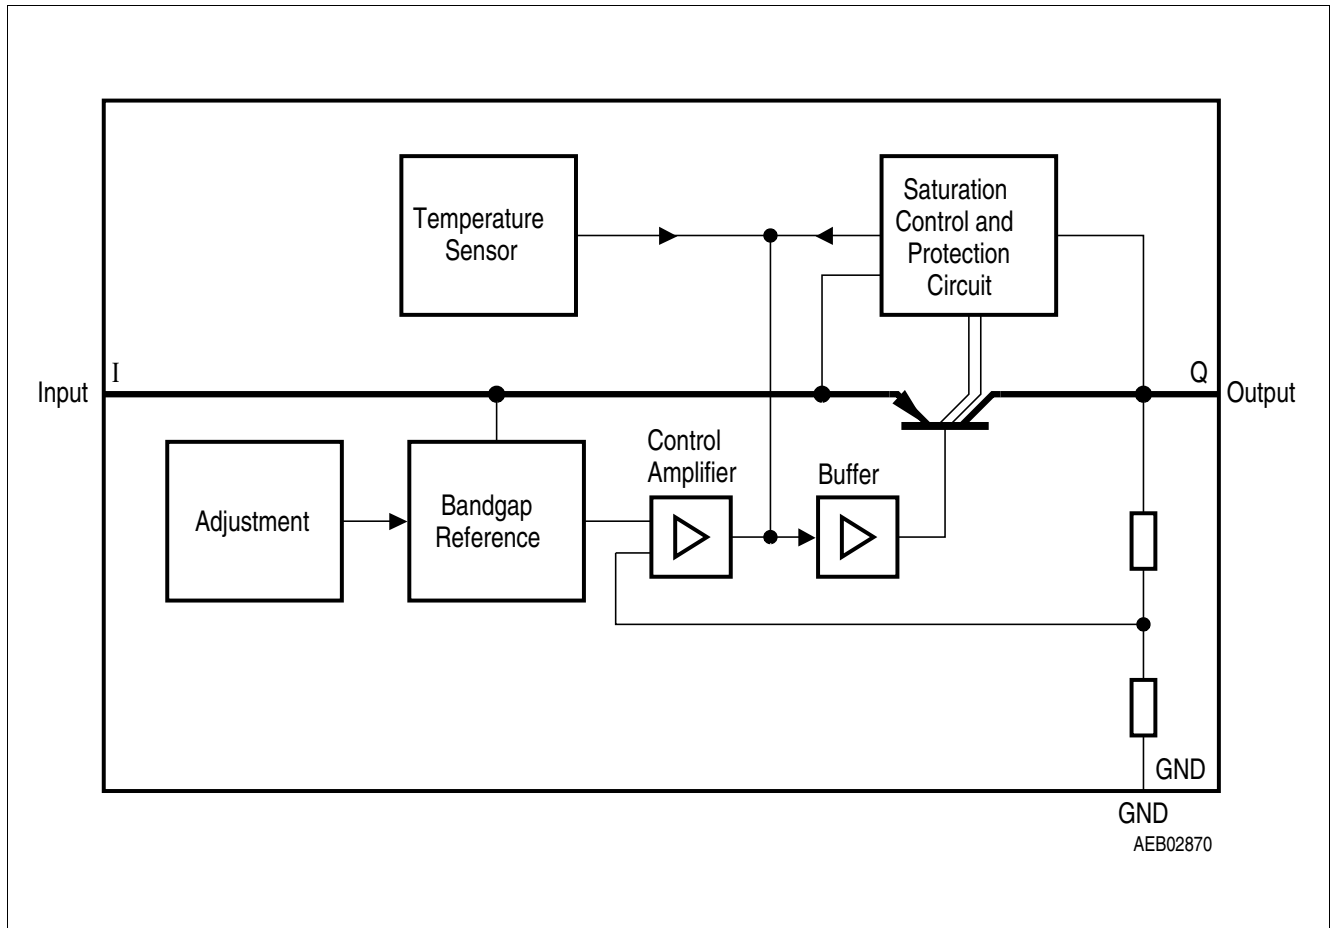 Temperature
Sensor
Saturation
Control and
Protection
Circuit
I
Q
Input
Output
Control
Amplifier
Buffer
Adjustment
Bandgap
Reference
GND
GND
AEB02870